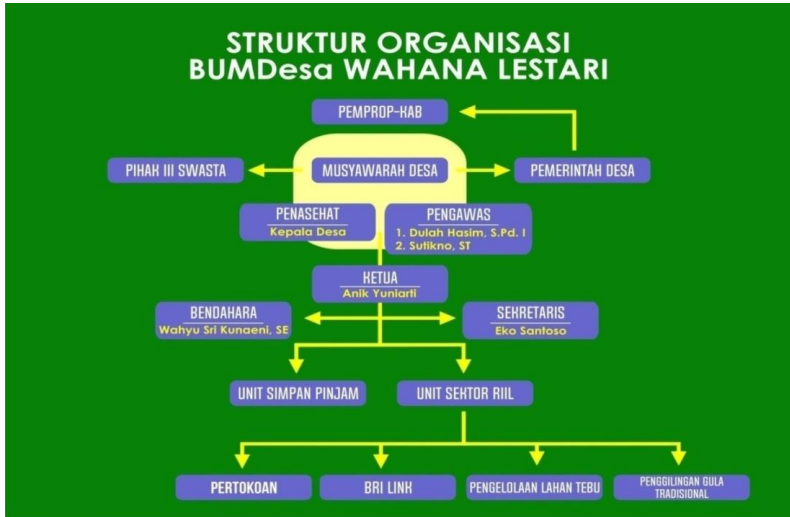 STRUKTUR ORGANISASI
BUMDesa WAHANA LESTARI
PEMPROP-KAB
PIHAK III SWASTA
MUSYAWARAH DESA
PEMERINTAH DESA
PENASEHAT
Kepala Desa
PENGAWAS
1. Dulah Hasim, S.Pd. I
2. Sutikno, ST
KETUA
Anik Yuniarti
BENDAHARA
Wahyu Sri Kunaeni, SE
SEKRETARIS
Eko Santoso
UNIT SIMPAN PINJAM
UNIT SEKTOR RIIL
PERTOKOAN
BRI LINK
PENGELOLAAN LAHAN TEBU
PENGGILINGAN GULA
TRADISIONAL